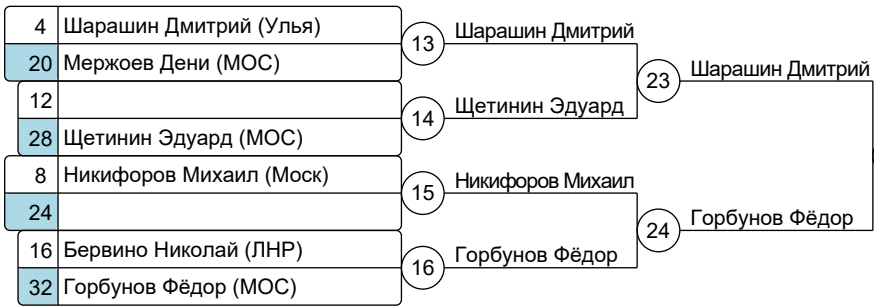 4 Шарашин Дмитрий (Улья)
20 Мержоев Дени (МОС)
13 Шарашин Дмитрий
12
28 Щетинин Эдуард (МОС)
14 Щетинин Эдуард
23 Шарашин Дмитрий
8 Никифоров Михаил (Моск)
24
15 Никифоров Михаил
16 Бервино Николай (ЛНР)
32 Горбунов Фёдор (МОС)
16 Горбунов Фёдор
24 Горбунов Фёдор